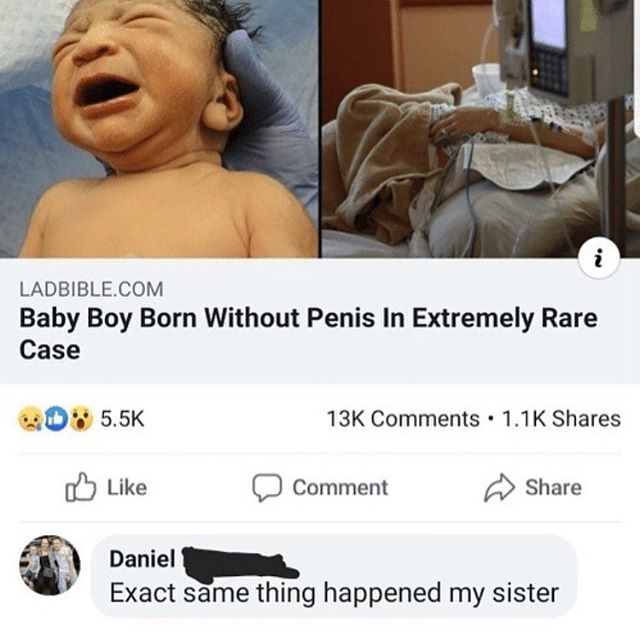 i
LADBIBLE.COM
Baby Boy Born Without Penis In Extremely Rare
Case
5.5K 13K Comments • 1.1K Shares
Like Comment Share
Daniel
Exact same thing happened my sister